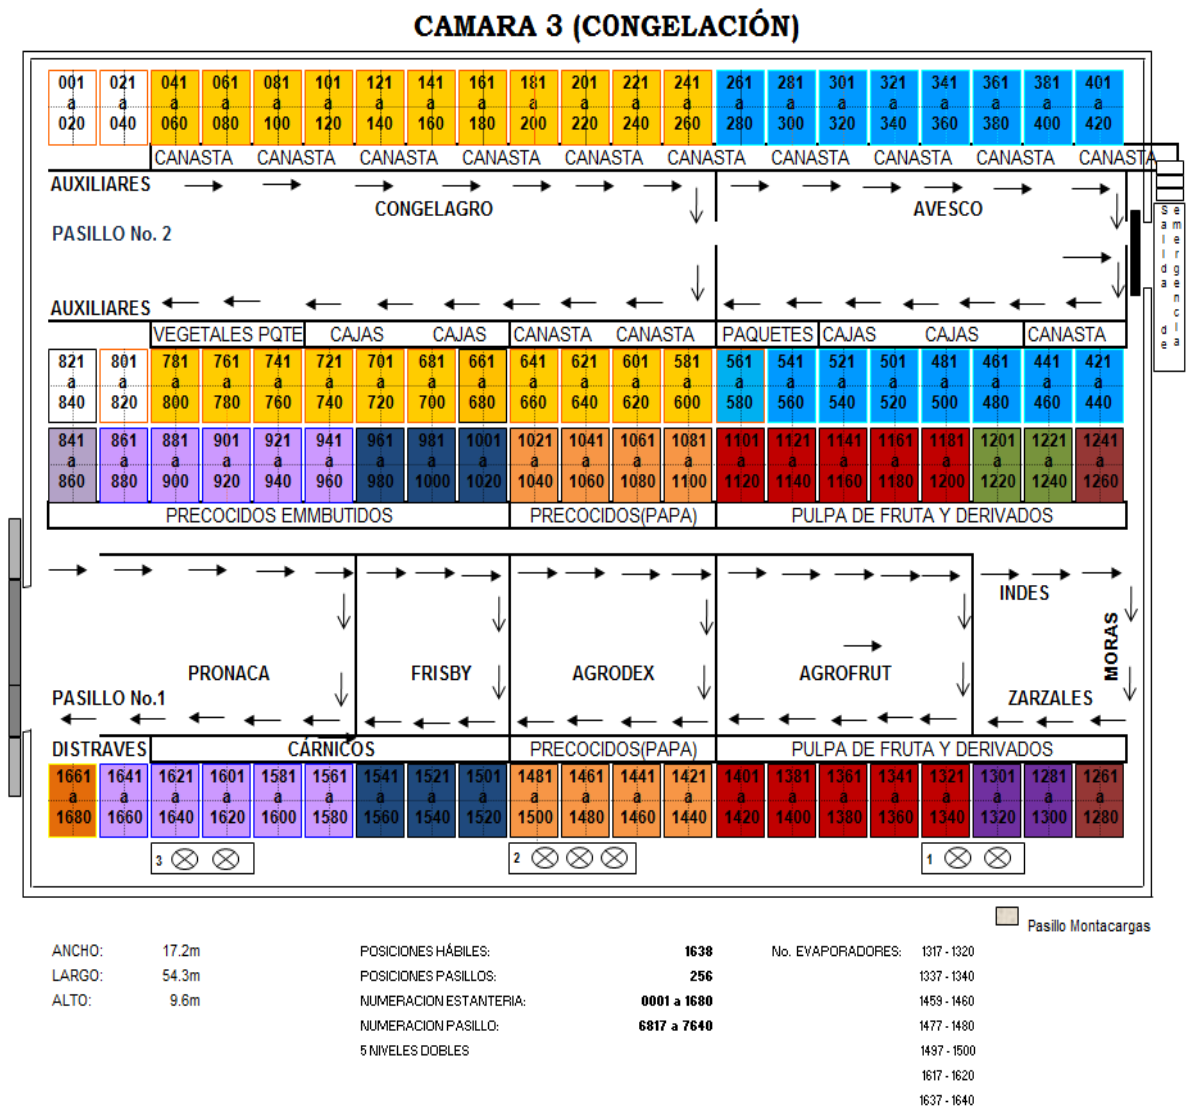 CAMARA 3 (CONGELACIÓN)
001 021 041 061 081 101 121 141 161 181 201 221 241 261 281 301 321 341 361 381 401
a a a a a a a a a a a a a a a a a a a a a
020 040 060 080 100 120 140 160 180 200 220 240 260 280 300 320 340 360 380 400 420
CANASTA CANASTA CANASTA CANASTA CANASTA CANASTA CANASTA CANASTA CANASTA CANASTA
AUXILIARES
CONGELAGRO AVESCO
PASILLO No. 2
Salida de emergencia
AUXILIARES
VEGETALES PQTE CAJAS CAJAS CANASTA CANASTA PAQUETES CAJAS CAJAS CANASTA
821 801 781 761 741 721 701 681 661 641 621 601 581 561 541 521 501 481 461 441 421
a a a a a a a a a a a a a a a a a a a a a
840 820 800 780 760 740 720 700 680 660 640 620 600 580 560 540 520 500 480 460 440
841 861 881 901 921 941 961 981 1001 1021 1041 1061 1081 1101 1121 1141 1161 1181 1201 1221 1241
a a a a a a a a a a a a a a a a a a a a a
860 880 900 920 940 960 980 1000 1020 1040 1060 1080 1100 1120 1140 1160 1180 1200 1220 1240 1260
PRECOCIDOS EMMBUTIDOS PRECOCIDOS(PAPA) PULPA DE FRUTA Y DERIVADOS
INDES
MORAS
PRONACA FRISBY AGRODEX AGROFRUT
PASILLO No.1 ZARZALES
DISTRAVES CÁRNICOS PRECOCIDOS(PAPA) PULPA DE FRUTA Y DERIVADOS
1661 1641 1621 1601 1581 1561 1541 1521 1501 1481 1461 1441 1421 1401 1381 1361 1341 1321 1301 1281 1261
a a a a a a a a a a a a a a a a a a a a a
1680 1660 1640 1620 1600 1580 1560 1540 1520 1500 1480 1460 1440 1420 1400 1380 1360 1340 1320 1300 1280
3 2 1
Pasillo Montacargas
ANCHO: 17.2m POSICIONES HÁBILES: 1638 No. EVAPORADORES: 1317 - 1320
LARGO: 54.3m POSICIONES PASILLOS: 256 1337 - 1340
ALTO: 9.6m NUMERACION ESTANTERIA: 0001 a 1680 1459 - 1460
NUMERACION PASILLO: 6817 a 7640 1477 - 1480
5 NIVELES DOBLES 1497 - 1500
1617 - 1620
1637 - 1640